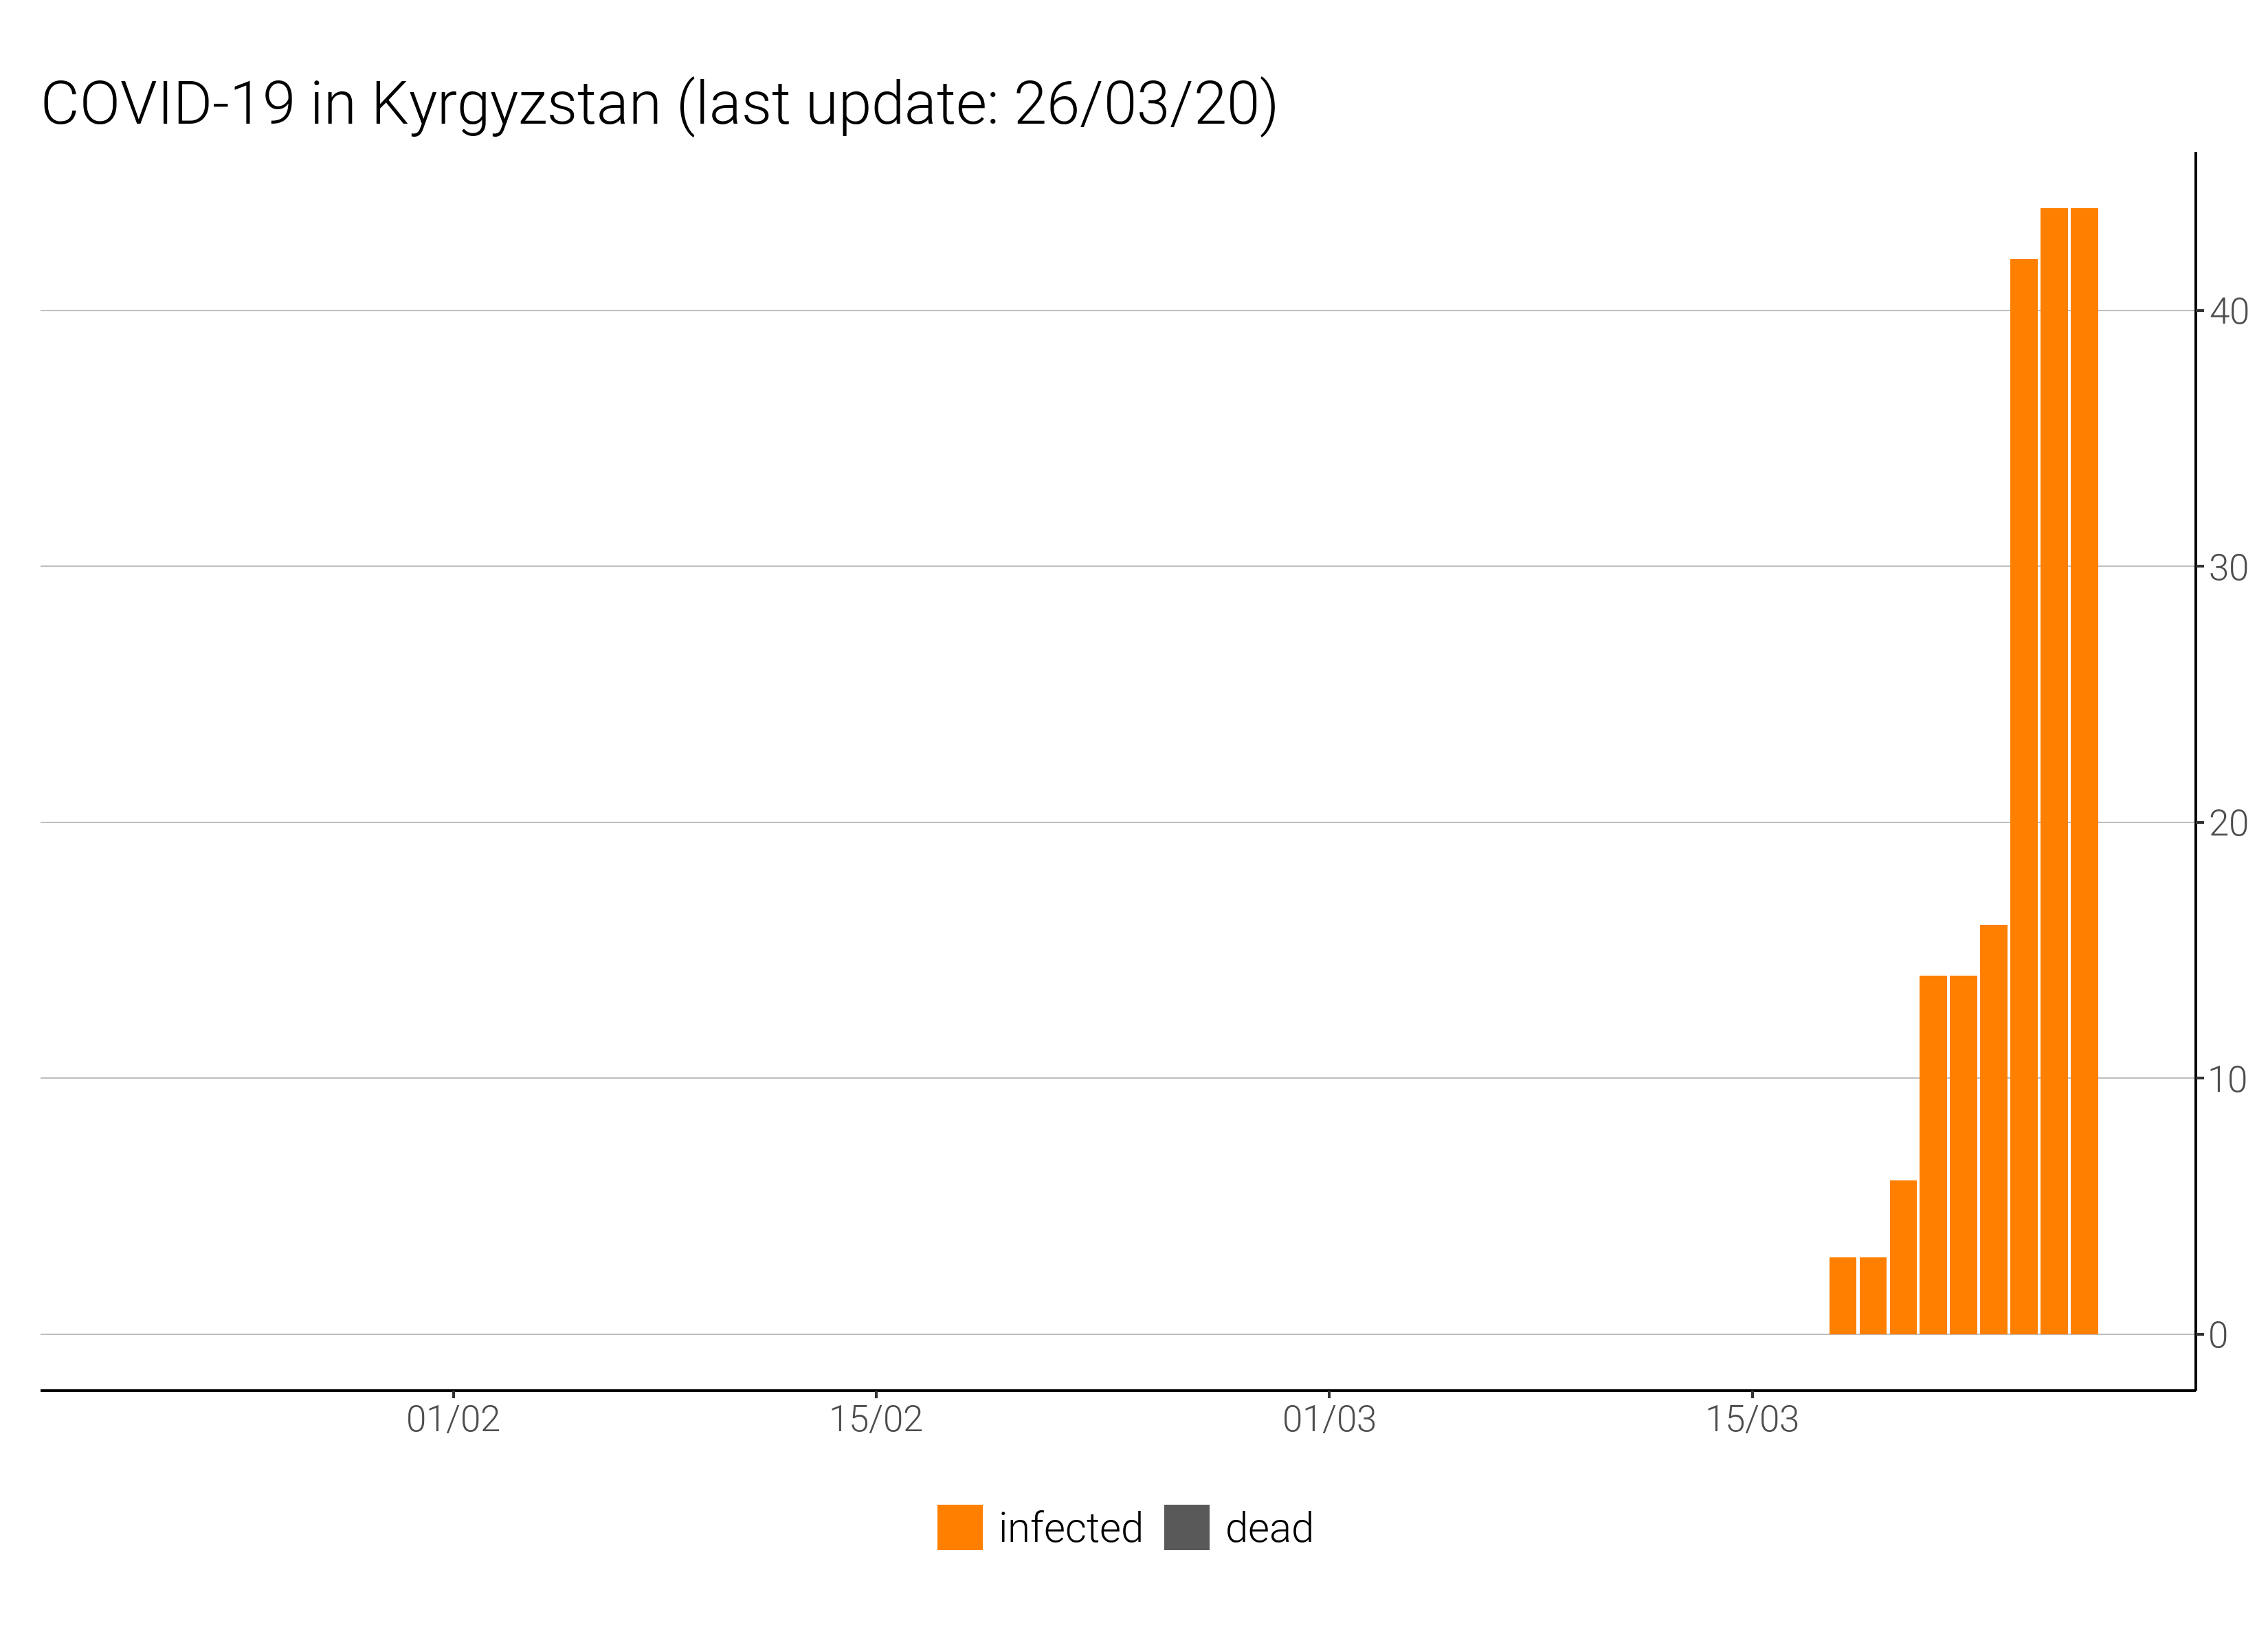 COVID-19 in Kyrgyzstan (last update: 26/03/20)
40
30
20
10
0
01/02 15/02 01/03 15/03
infected dead